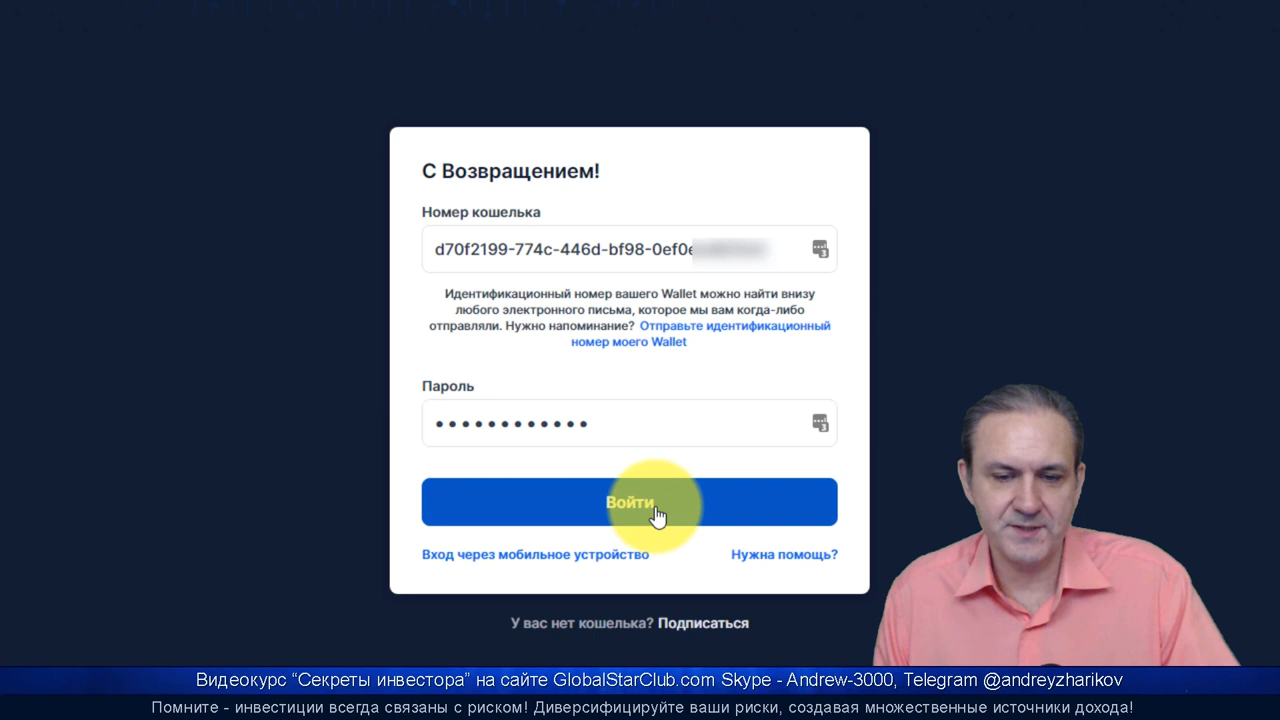 С Возвращением!
Номер кошелька
d70f2199-774c-446d-bf98-0ef0e
Идентификационный номер вашего Wallet можно найти внизу
любого электронного письма, которое мы вам когда-либо
отправляли. Нужно напоминание? Отправьте идентификационный
номер моего Wallet
Пароль
Войти
Вход через мобильное устройство Нужна помощь?
У вас нет кошелька? Подписаться
Видеокурс “Секреты инвестора” на сайте GlobalStarClub.com Skype - Andrew-3000, Telegram @andreyzharikov
Помните - инвестиции всегда связаны с риском! Диверсифицируйте ваши риски, создавая множественные источники дохода!